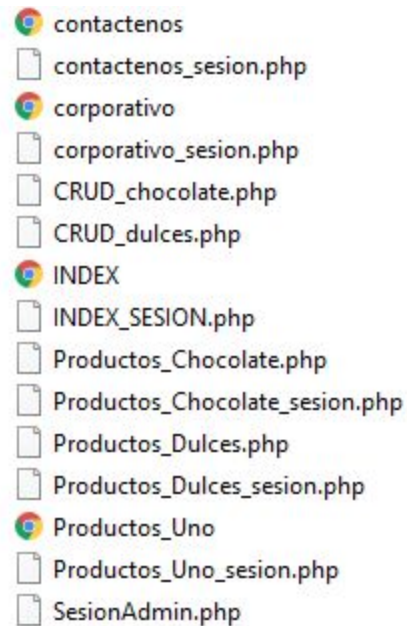 contactenos
contactenos_sesion.php
corporativo
corporativo_sesion.php
CRUD_chocolate.php
CRUD_dulces.php
INDEX
INDEX_SESION.php
Productos_Chocolate.php
Productos_Chocolate_sesion.php
Productos_Dulces.php
Productos_Dulces_sesion.php
Productos_Uno
Productos_Uno_sesion.php
SesionAdmin.php